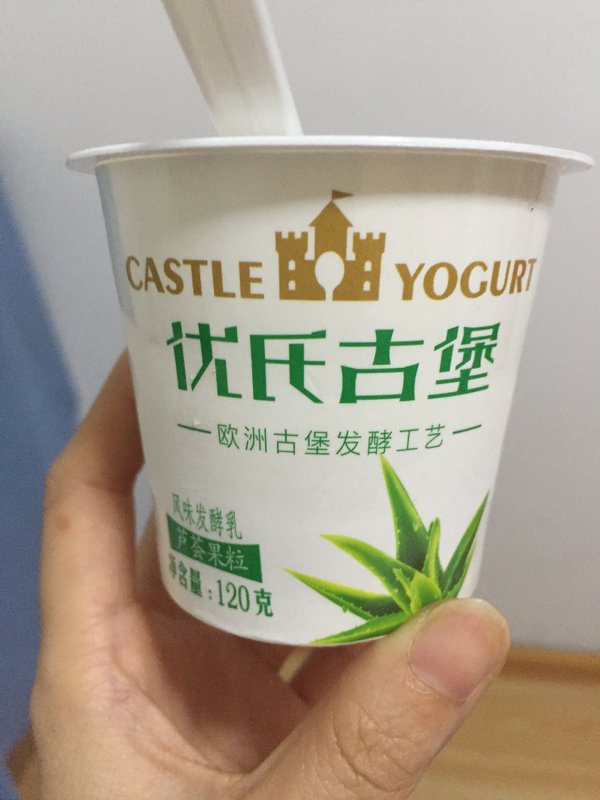 CASTLE YOGURT
优氏古堡
欧洲古堡发酵工艺
风味发酵乳
芦荟果粒
净含量:120克